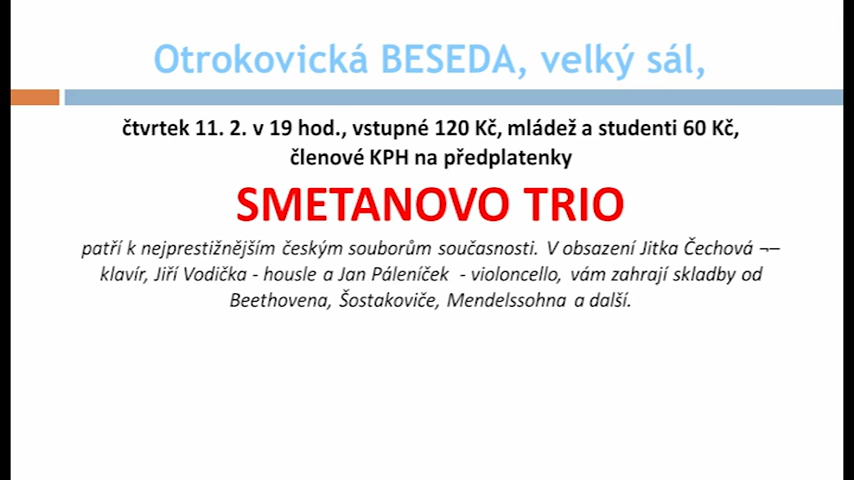 Otrokovická BESEDA, velký sál,
čtvrtek 11. 2. v 19 hod., vstupné 120 Kč, mládež a studenti 60 Kč,
členové KPH na předplatenky
SMETANOVO TRIO
patří k nejprestižnějším českým souborům současnosti. V obsazení Jitka Čechová ¬–
klavír, Jiří Vodička - housle a Jan Páleníček - violoncello, vám zahrají skladby od
Beethovena, Šostakoviče, Mendelssohna a další.